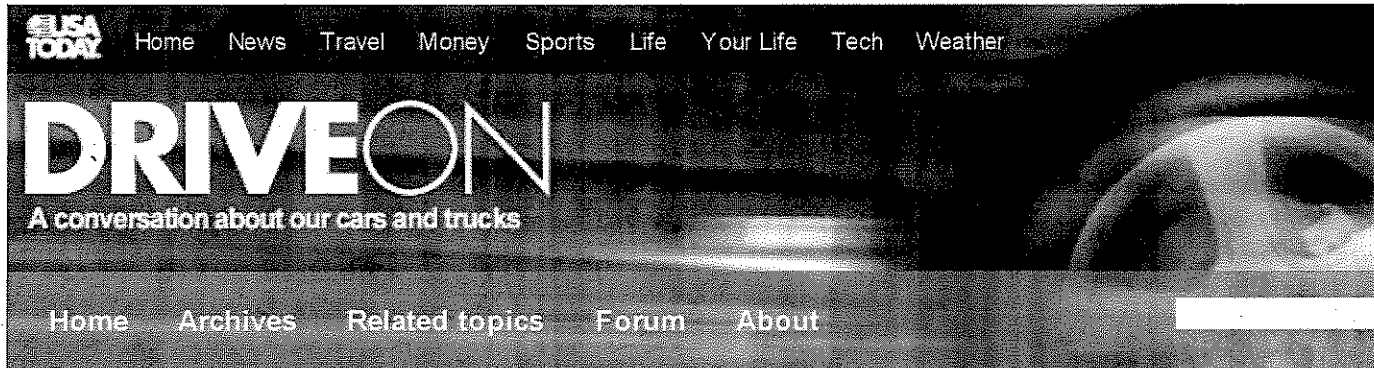 USA TODAY. Home News Travel Money Sports Life Your Life Tech Weather
DRIVEON
A conversation about our cars and trucks
Home Archives Related topics Forum About